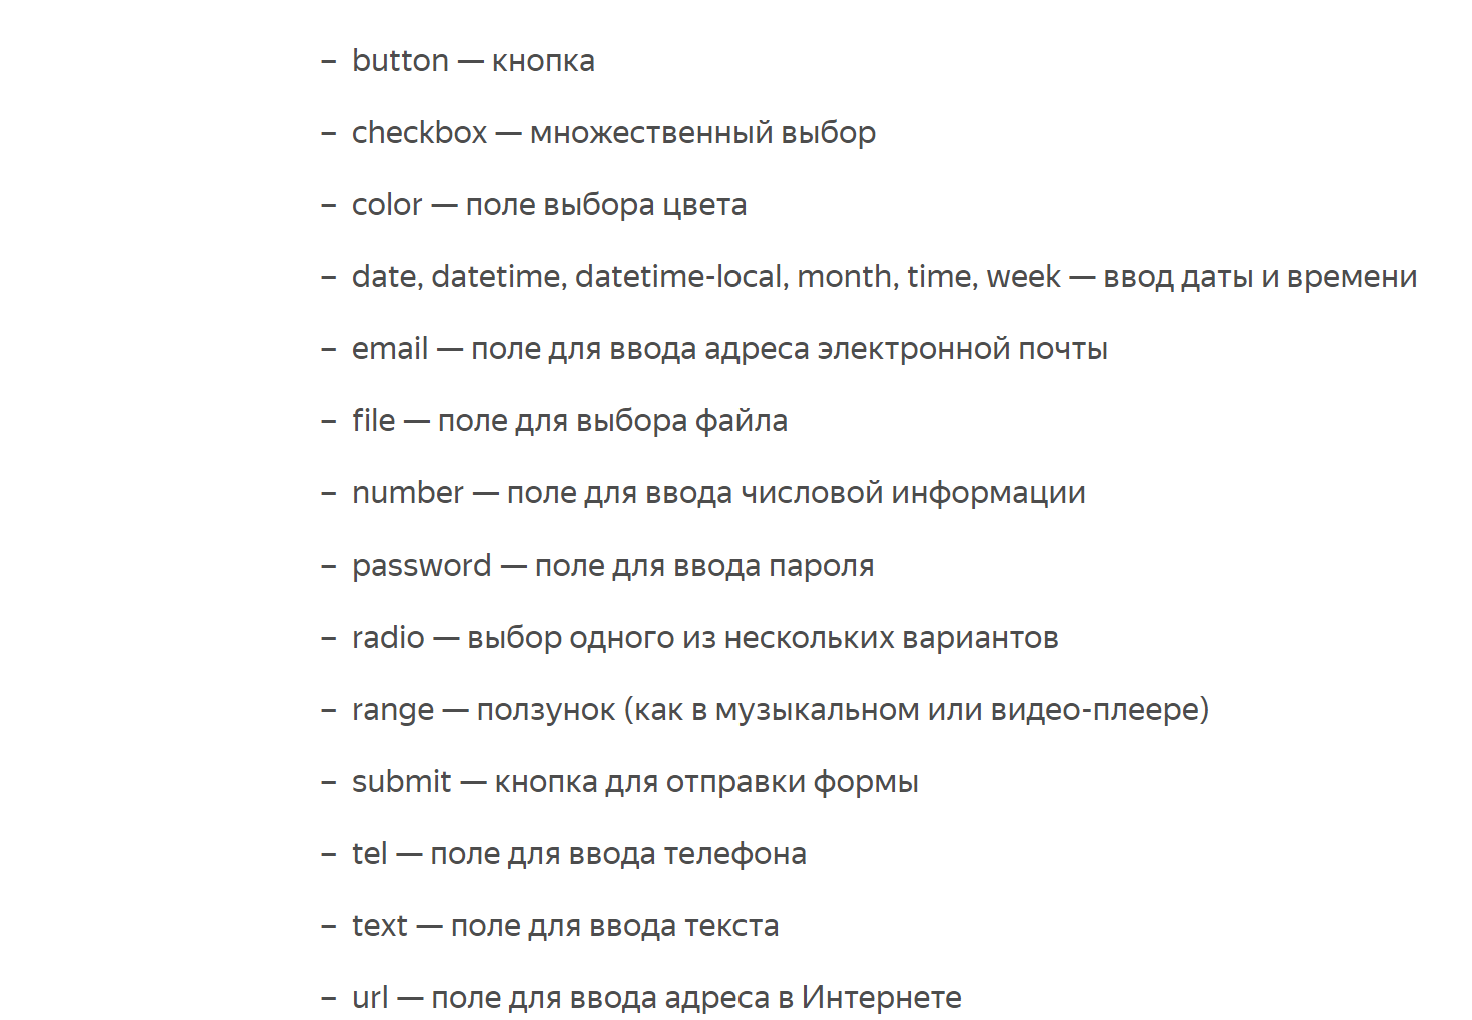 – button — кнопка
– checkbox — множественный выбор
– color — поле выбора цвета
– date, datetime, datetime-local, month, time, week — ввод даты и времени
– email — поле для ввода адреса электронной почты
– file — поле для выбора файла
– number — поле для ввода числовой информации
– password — поле для ввода пароля
– radio — выбор одного из нескольких вариантов
– range — ползунок (как в музыкальном или видео-плеере)
– submit — кнопка для отправки формы
– tel — поле для ввода телефона
– text — поле для ввода текста
– url — поле для ввода адреса в Интернете